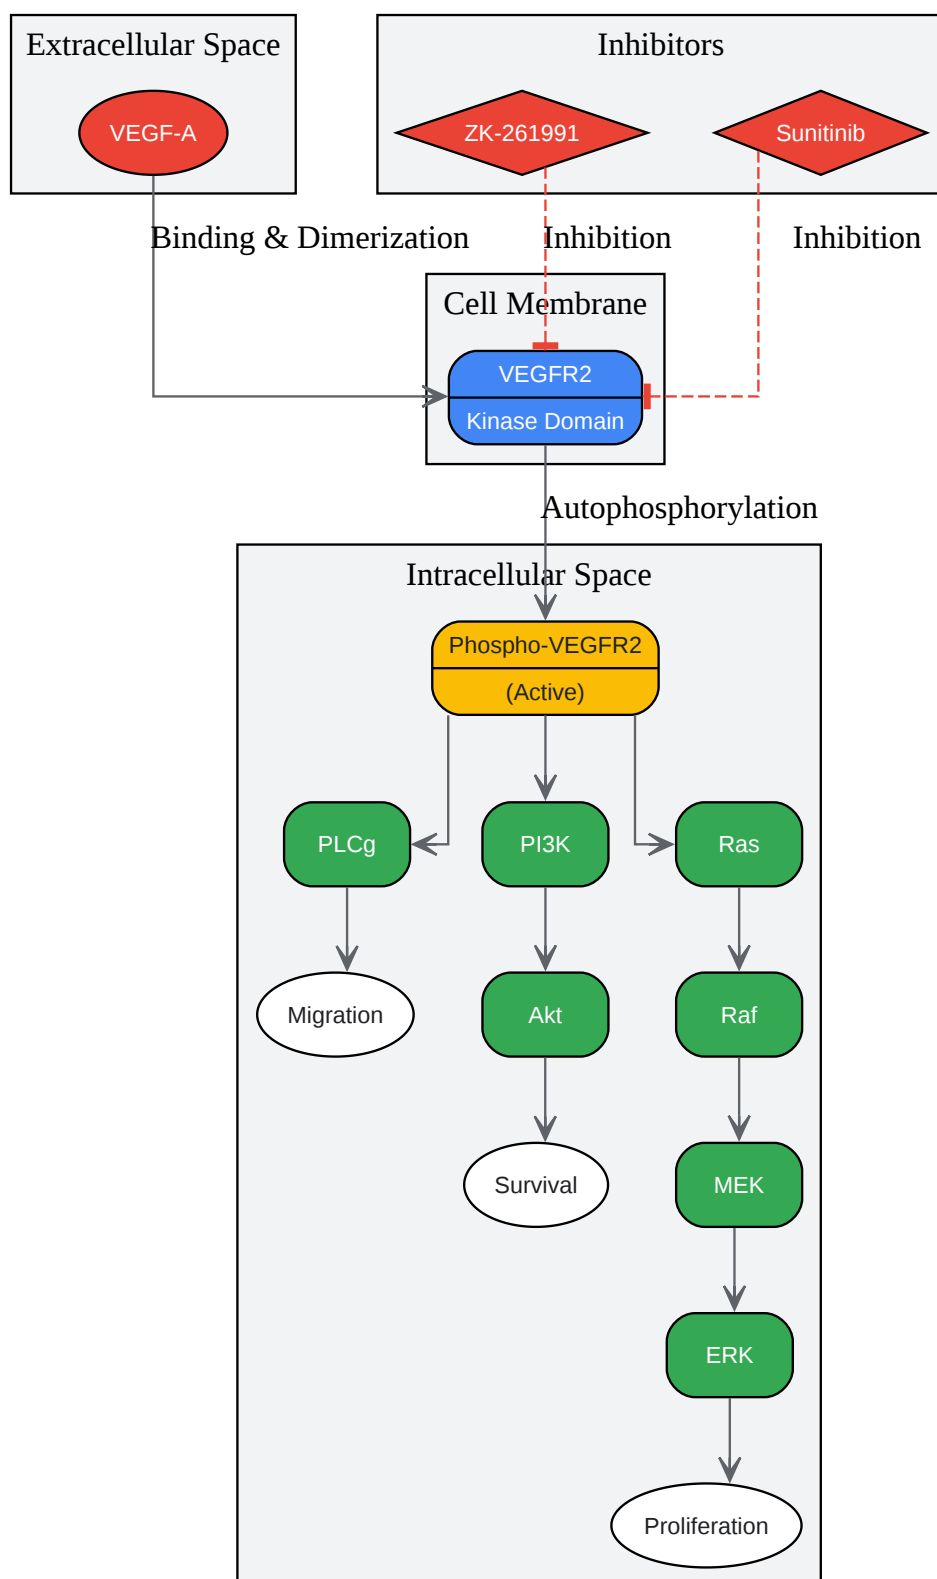 Extracellular Space
Inhibitors
VEGF-A
ZK-261991
Sunitinib
Binding & Dimerization
Inhibition
Inhibition
Cell Membrane
VEGFR2
Kinase Domain
Autophosphorylation
Intracellular Space
Phospho-VEGFR2
(Active)
PLCg
PI3K
Ras
Migration
Akt
Raf
Survival
MEK
ERK
Proliferation